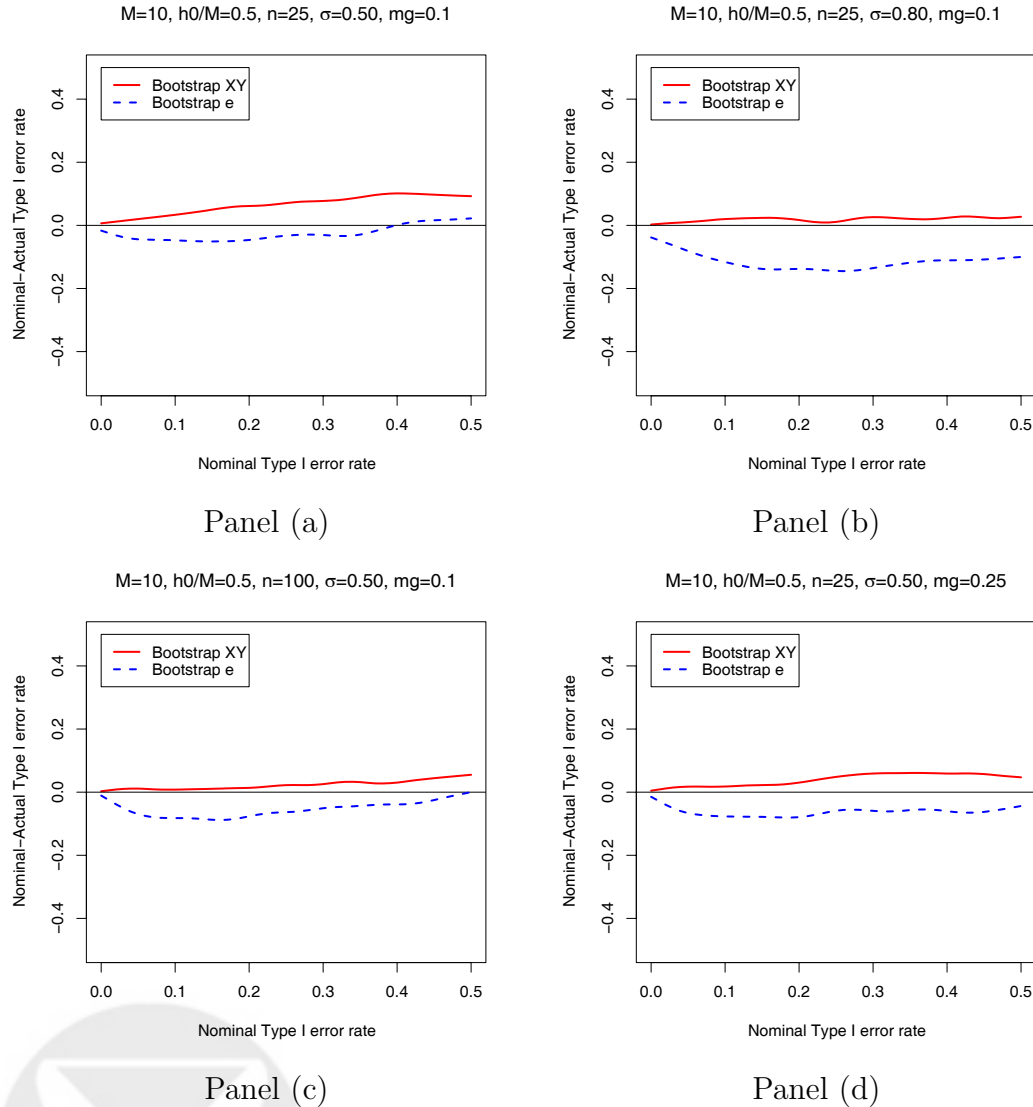 M=10, h0/M=0.5, n=25, σ=0.50, mg=0.1
Nominal−Actual Type I error rate
0.4
0.2
0.0
−0.2
−0.4
Bootstrap XY
Bootstrap e
0.0 0.1 0.2 0.3 0.4 0.5
Nominal Type I error rate
Panel (a)
M=10, h0/M=0.5, n=25, σ=0.80, mg=0.1
Nominal−Actual Type I error rate
0.4
0.2
0.0
−0.2
−0.4
Bootstrap XY
Bootstrap e
0.0 0.1 0.2 0.3 0.4 0.5
Nominal Type I error rate
Panel (b)
M=10, h0/M=0.5, n=100, σ=0.50, mg=0.1
Nominal−Actual Type I error rate
0.4
0.2
0.0
−0.2
−0.4
Bootstrap XY
Bootstrap e
0.0 0.1 0.2 0.3 0.4 0.5
Nominal Type I error rate
Panel (c)
M=10, h0/M=0.5, n=25, σ=0.50, mg=0.25
Nominal−Actual Type I error rate
0.4
0.2
0.0
−0.2
−0.4
Bootstrap XY
Bootstrap e
0.0 0.1 0.2 0.3 0.4 0.5
Nominal Type I error rate
Panel (d)